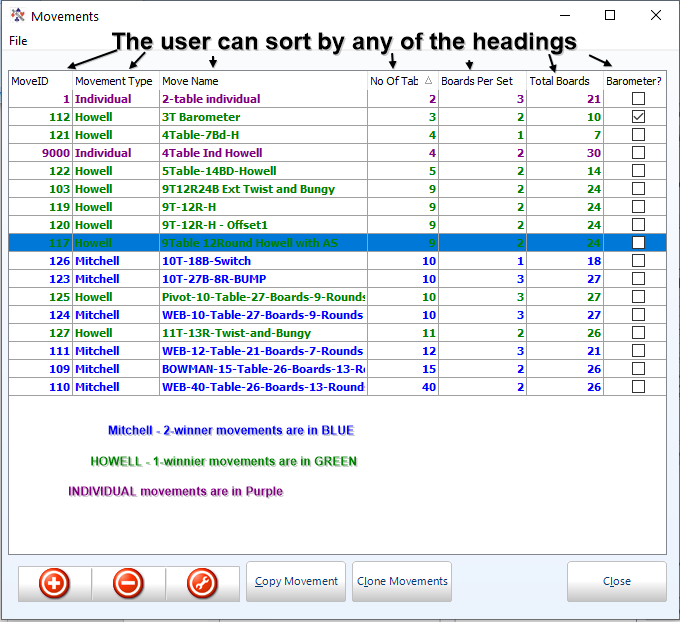 Movements
File
The user can sort by any of the headings
MoveID Movement Type Move Name No Of Tab Boards Per Set Total Boards Barometer?
1 Individual 2-table individual 2 3 21
112 Howell 3T Barometer 3 2 10
121 Howell 4Table-7Bd-H 4 1 7
9000 Individual 4Table Ind Howell 4 2 30
122 Howell 5Table-14BD-Howell 5 2 14
103 Howell 9T12R24B Ext Twist and Bungy 9 2 24
119 Howell 9T-12R-H 9 2 24
120 Howell 9T-12R-H - Offset1 9 2 24
117 Howell 9Table 12Round Howell with AS 9 2 24
126 Mitchell 10T-18B-Switch 10 1 18
123 Mitchell 10T-27B-8R-BUMP 10 3 27
125 Howell Pivot-10-Table-27-Boards-9-Rounds 10 3 27
124 Mitchell WEB-10-Table-27-Boards-9-Rounds 10 3 27
127 Howell 11T-13R-Twist-and-Bungy 11 2 26
111 Mitchell WEB-12-Table-21-Boards-7-Rounds 12 3 21
109 Mitchell BOWMAN-15-Table-26-Boards-13-R 15 2 26
110 Mitchell WEB-40-Table-26-Boards-13-Round 40 2 26
Mitchell - 2-winner movements are in BLUE
HOWELL - 1-winnier movements are in GREEN
INDIVIDUAL movements are in Purple
Copy Movement Clone Movements Close